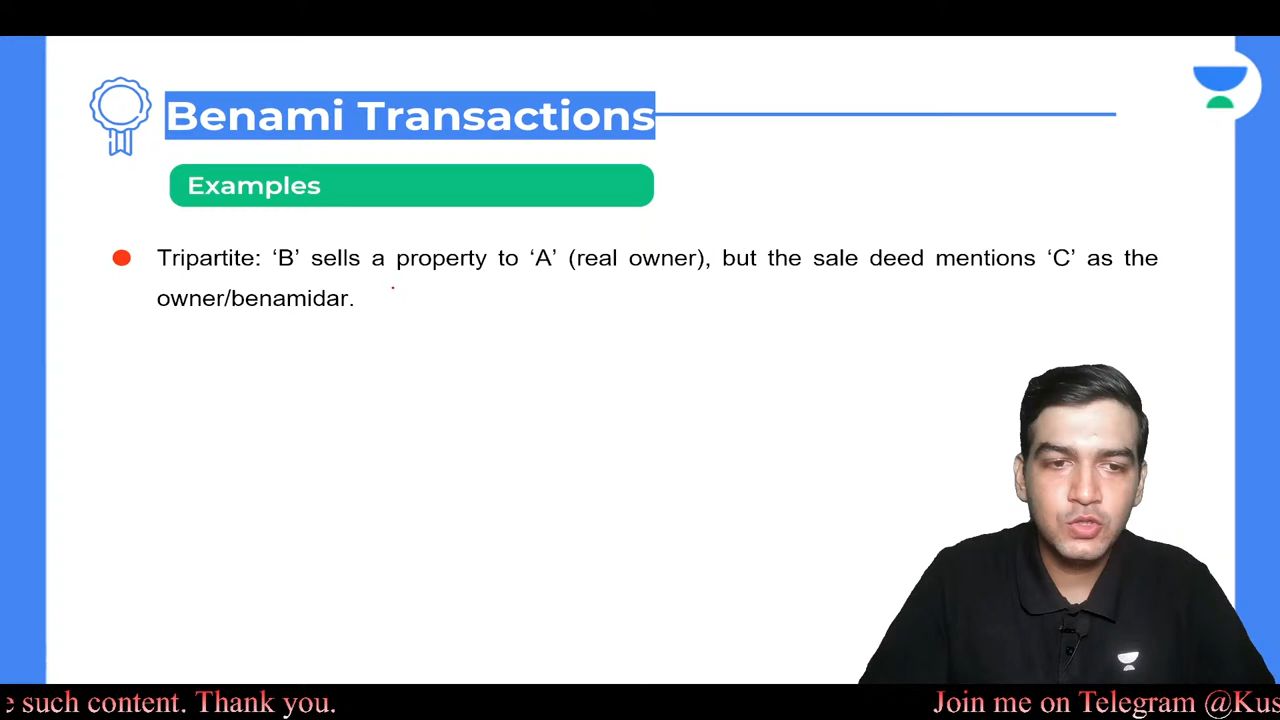 Benami Transactions
Examples
Tripartite: ‘B’ sells a property to ‘A’ (real owner), but the sale deed mentions ‘C’ as the
owner/benamidar.
such content. Thank you.
Join me on Telegram